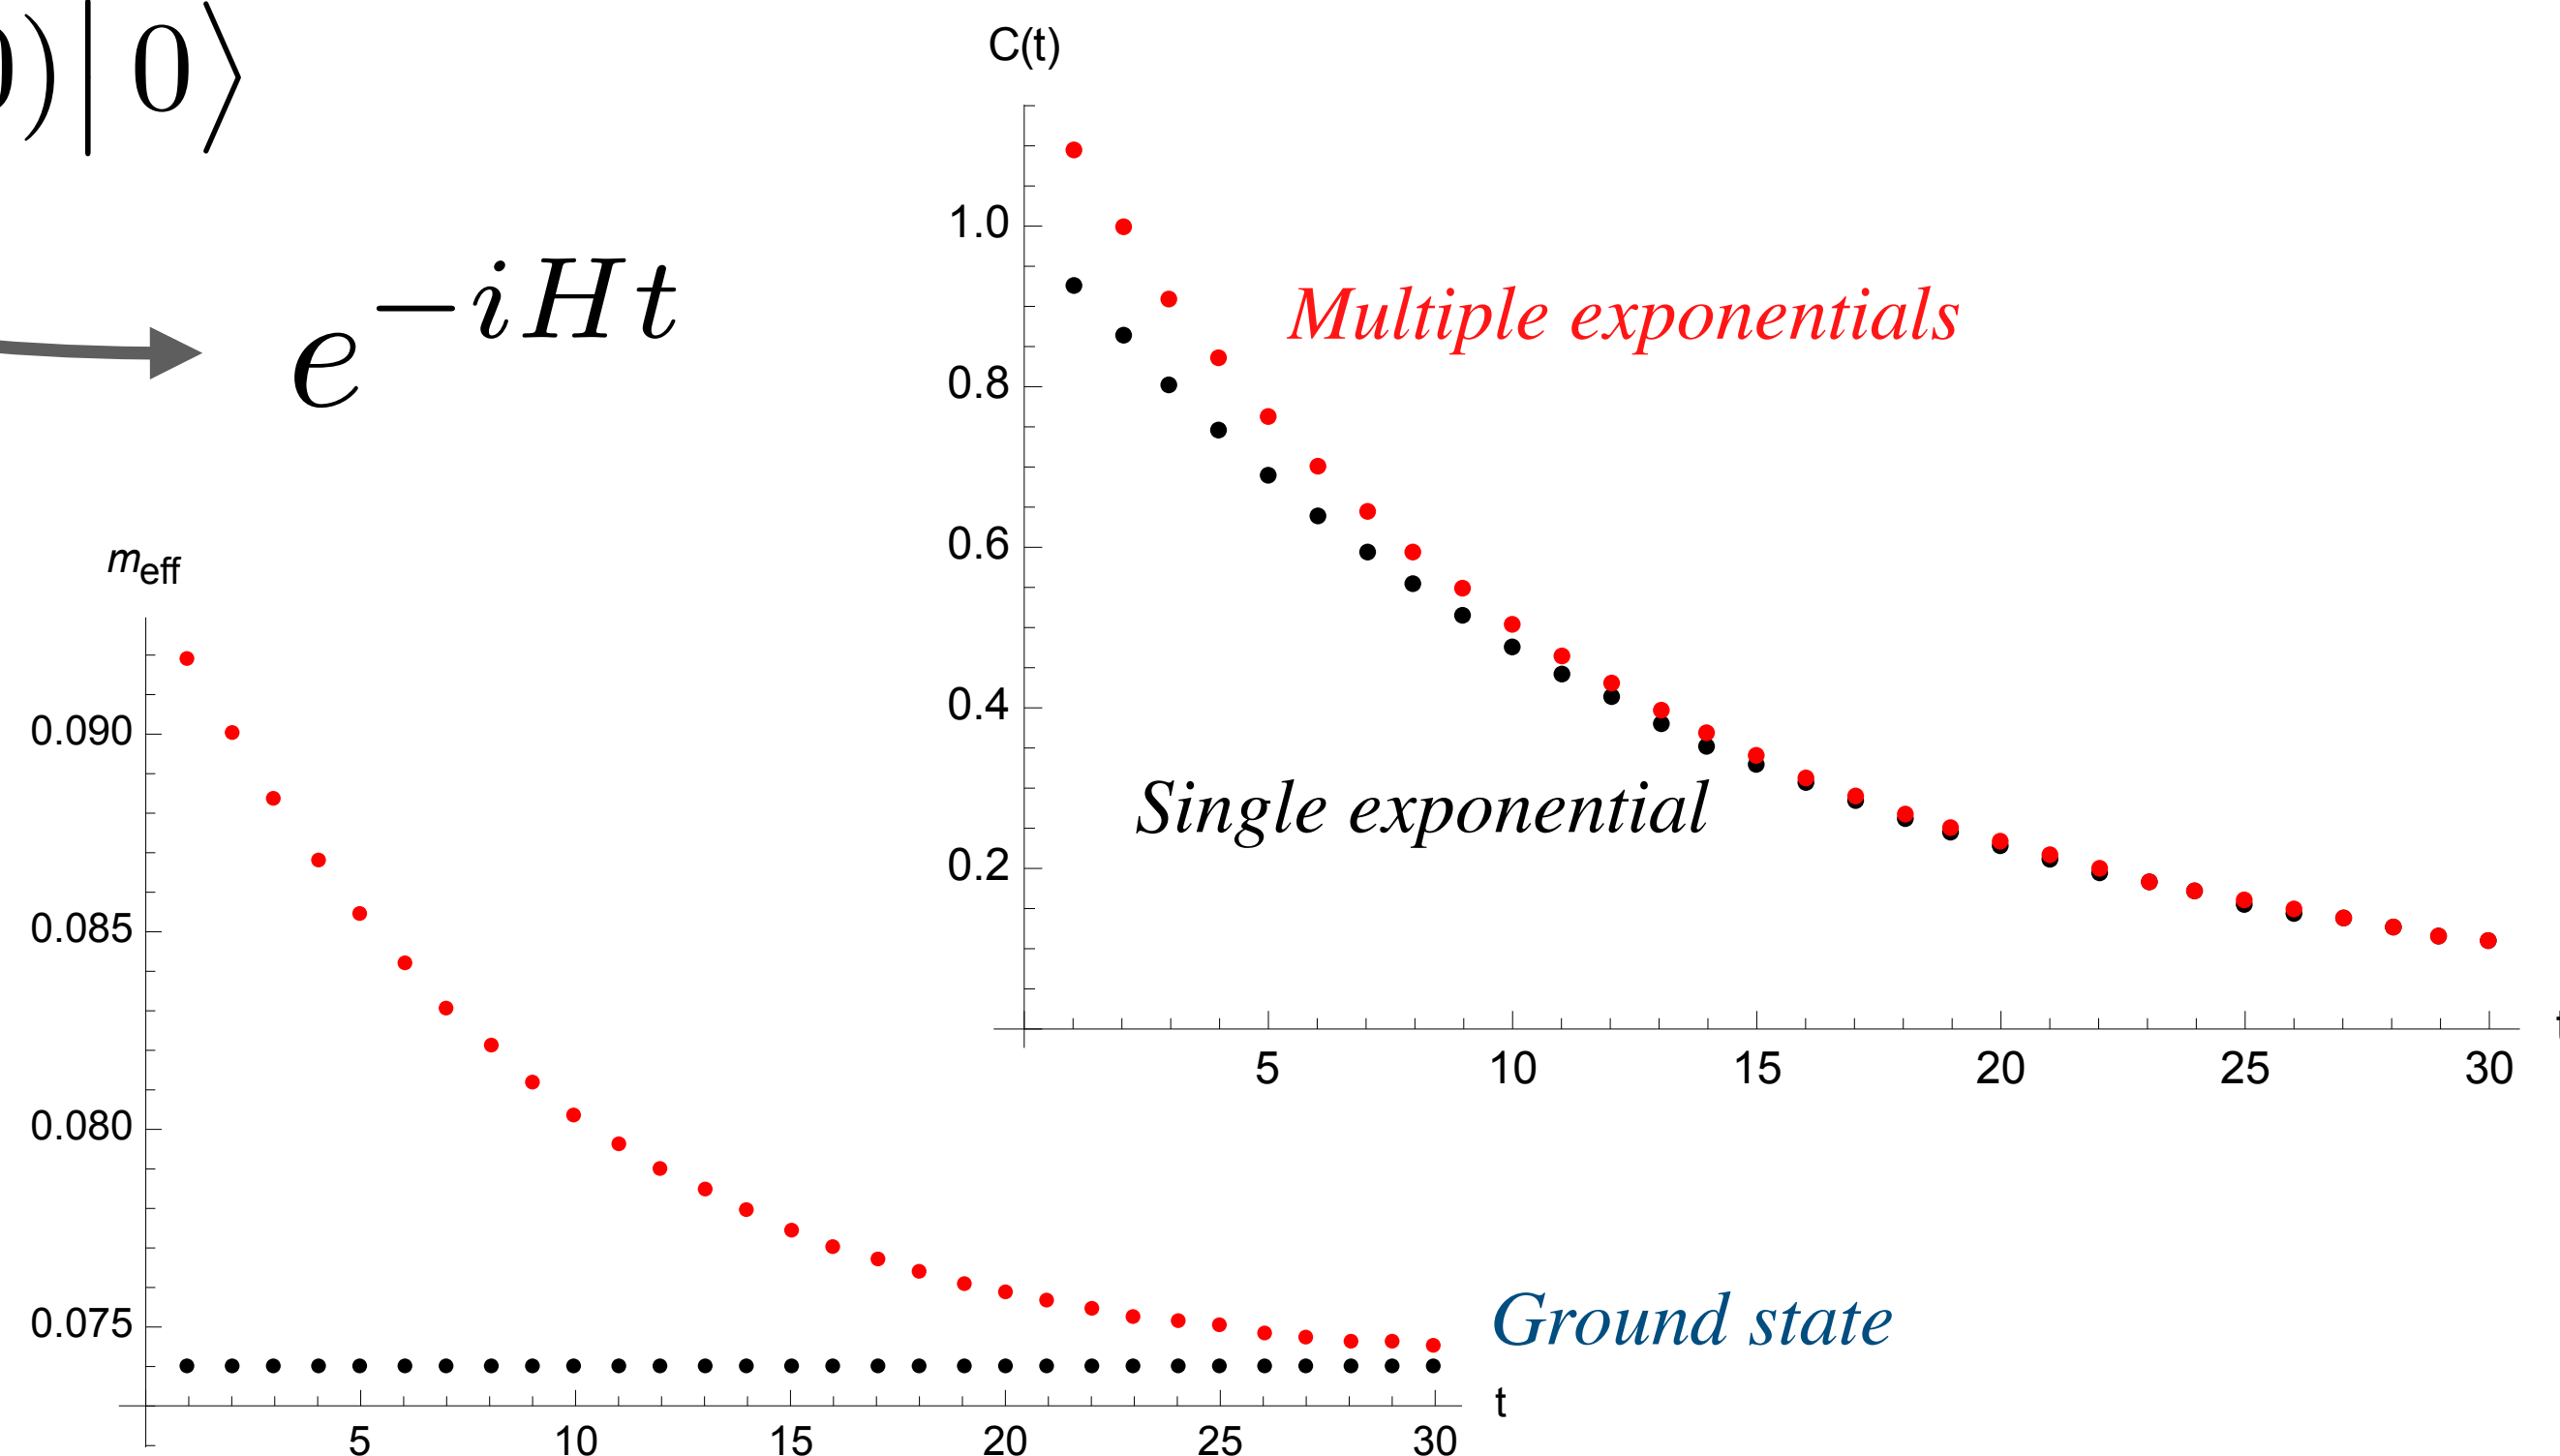 0)|0⟩
e^{-iHt}
C(t)
1.0
0.8
0.6
0.4
0.2
Multiple exponentials
Single exponential
5 10 15 20 25 30
m_eff
0.090
0.085
0.080
0.075
Ground state
t
5 10 15 20 25 30